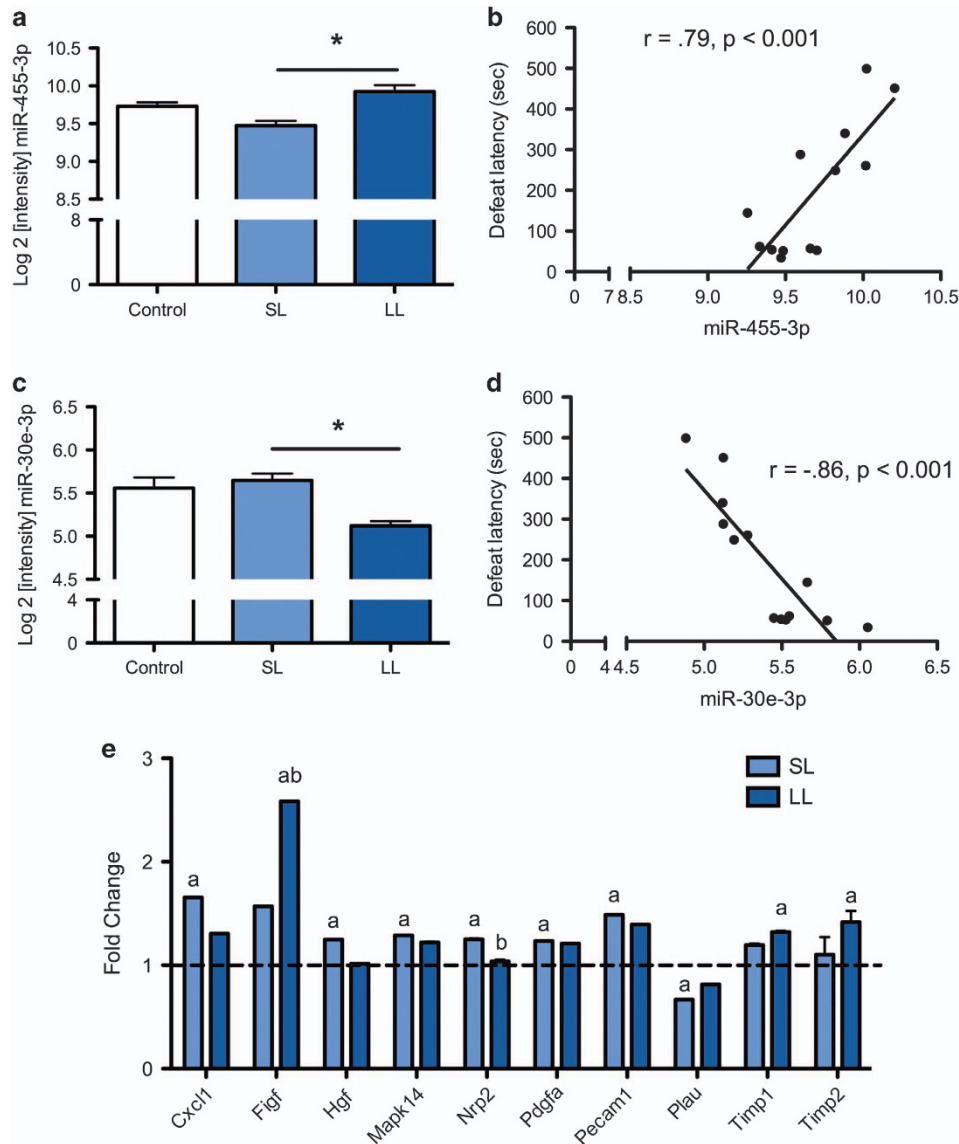 a
Log 2 [intensity] miR-455-3p
10.5
10.0
9.5
9.0
8.5
8
0
Control SL LL
*
b
Defeat latency (sec)
600
500
400
300
200
100
0
r = .79, p < 0.001
0 7 8.5 9.0 9.5 10.0 10.5
miR-455-3p
c
Log 2 [intensity] miR-30e-3p
6.5
6.0
5.5
5.0
4.5
4
0
Control SL LL
*
d
Defeat latency (sec)
600
500
400
300
200
100
0
r = -.86, p < 0.001
0 4 4.5 5.0 5.5 6.0 6.5
miR-30e-3p
e
Fold Change
3
2
1
0
SL
LL
a ab a a a b a a a a a
Cxcl1 Figf Hgf Mapk14 Nrp2 Pdgfa Pecam1 Plau Timp1 Timp2